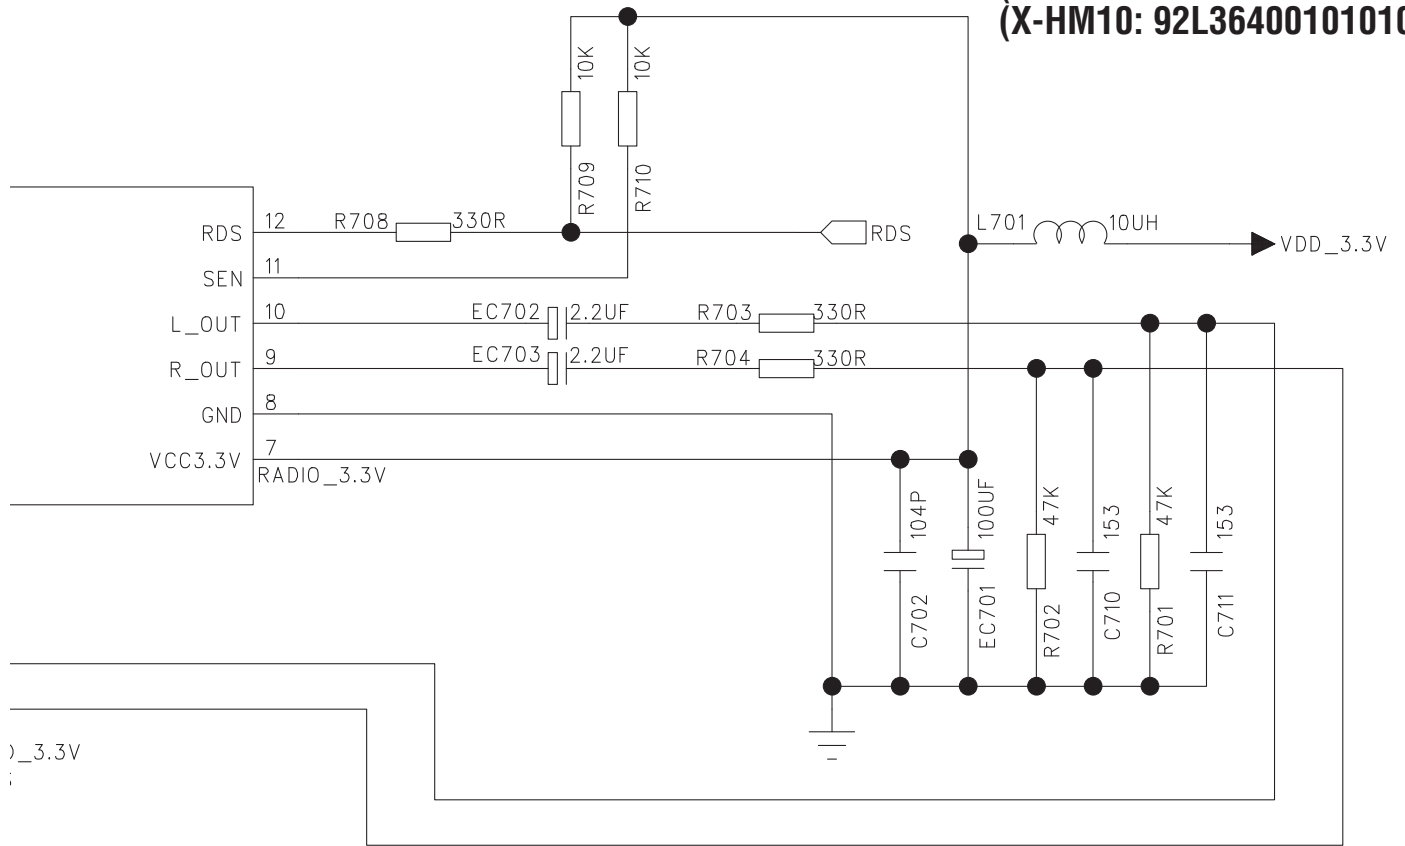 (X-HM10: 92L36400101010
10K
10K
R709
R710
RDS
12
R708
330R
RDS
L701
10UH
VDD_3.3V
SEN
11
L_OUT
10
EC702
2.2UF
R703
330R
R_OUT
9
EC703
2.2UF
R704
330R
GND
8
VCC3.3V
7
RADIO_3.3V
104P
100UF
47K
153
47K
153
C702
EC701
R702
C710
R701
C711
_3.3V